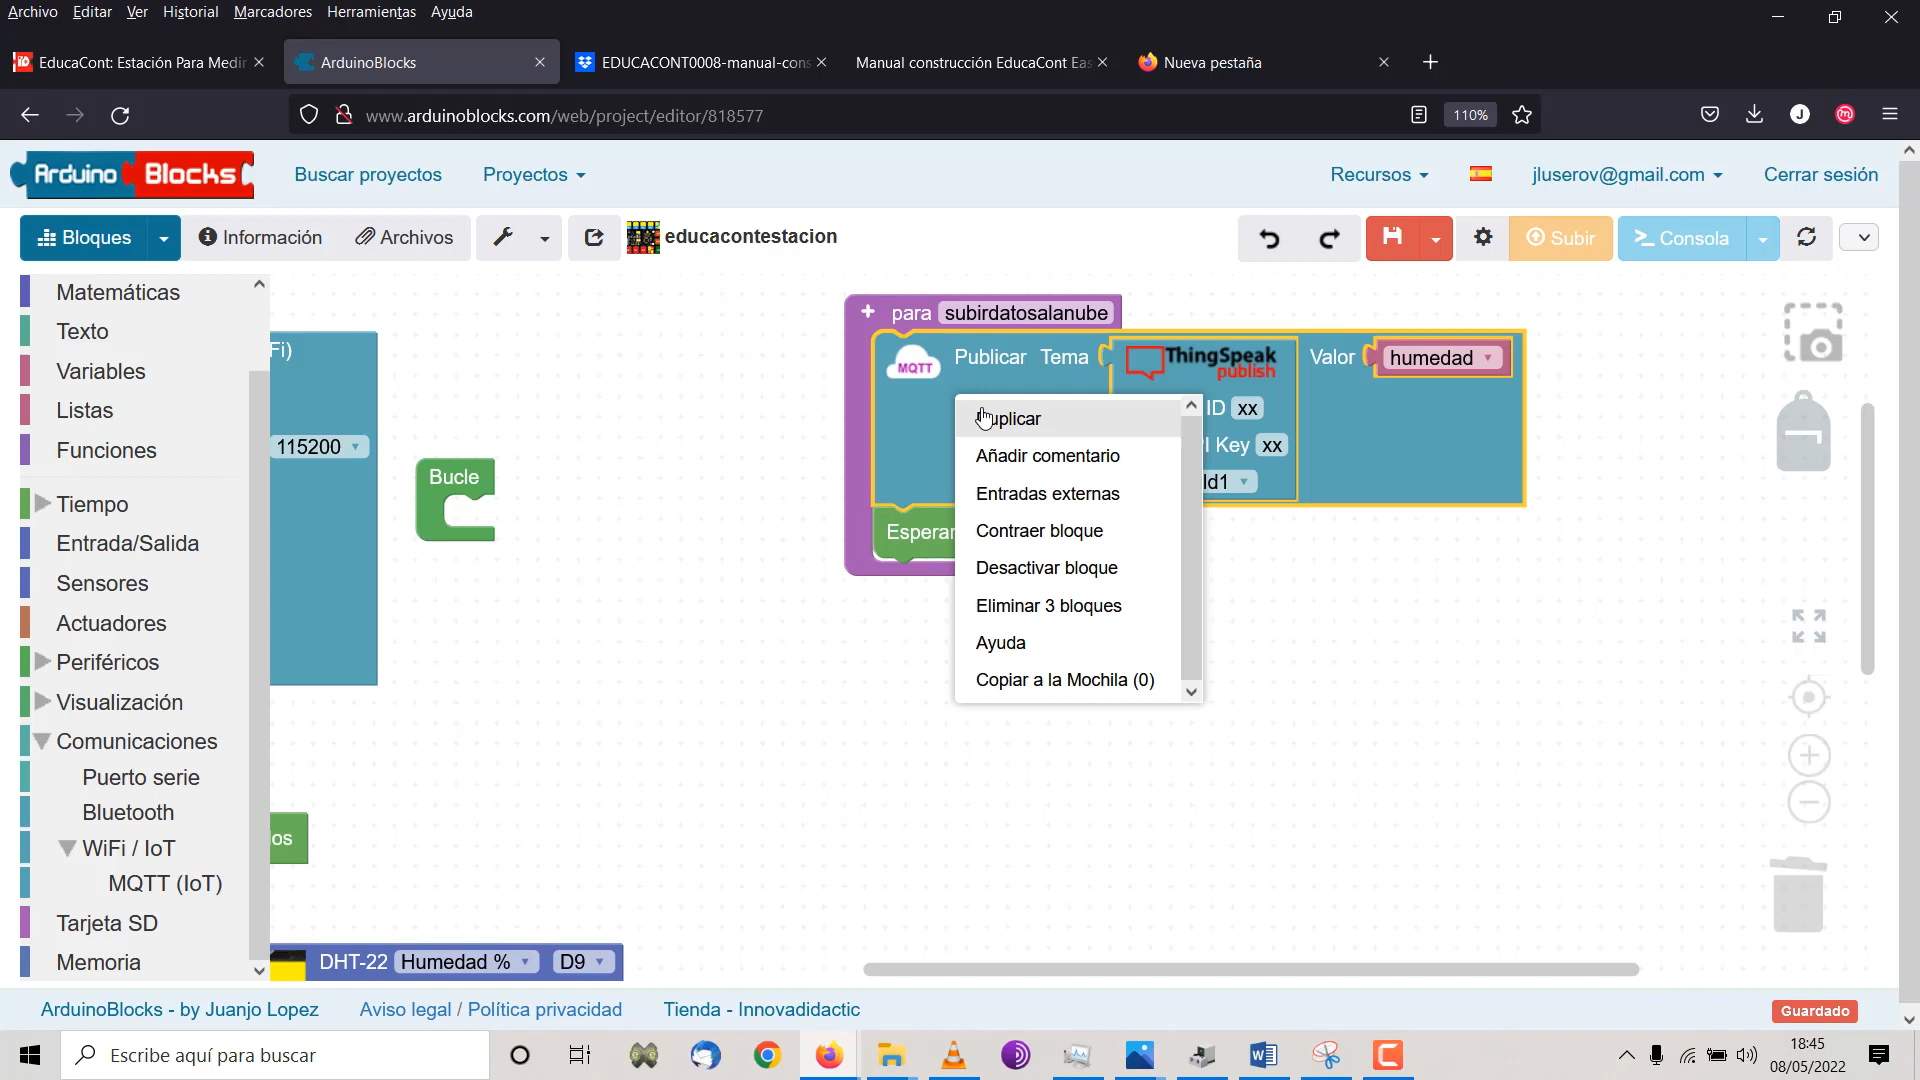 Archivo Editar Ver Historial Marcadores Herramientas Ayuda
EducaCont: Estación Para Medir
ArduinoBlocks
EDUCACONT0008-manual-cons
Manual construcción EducaCont Eas
Nueva pestaña
www.arduinoblocks.com/web/project/editor/818577
110%
J
Arduino Blocks
Buscar proyectos
Proyectos
Recursos
jluserov@gmail.com
Cerrar sesión
Bloques
Información
Archivos
educacontestacion
Subir
Consola
Matemáticas
Texto
Variables
Listas
Funciones
Tiempo
Entrada/Salida
Sensores
Actuadores
Periféricos
Visualización
Comunicaciones
Puerto serie
Bluetooth
WiFi / IoT
MQTT (IoT)
Tarjeta SD
Memoria
Fi)
115200
os
Bucle
DHT-22 Humedad % D9
para subirdatosalanube
MQTT Publicar Tema ThingSpeak publish Valor humedad
ID xx
I Key xx
ld1
Esperar
uplicar
Añadir comentario
Entradas externas
Contraer bloque
Desactivar bloque
Eliminar 3 bloques
Ayuda
Copiar a la Mochila (0)
ArduinoBlocks - by Juanjo Lopez
Aviso legal / Política privacidad
Tienda - Innovadidactic
Guardado
Escribe aquí para buscar
18:45
08/05/2022